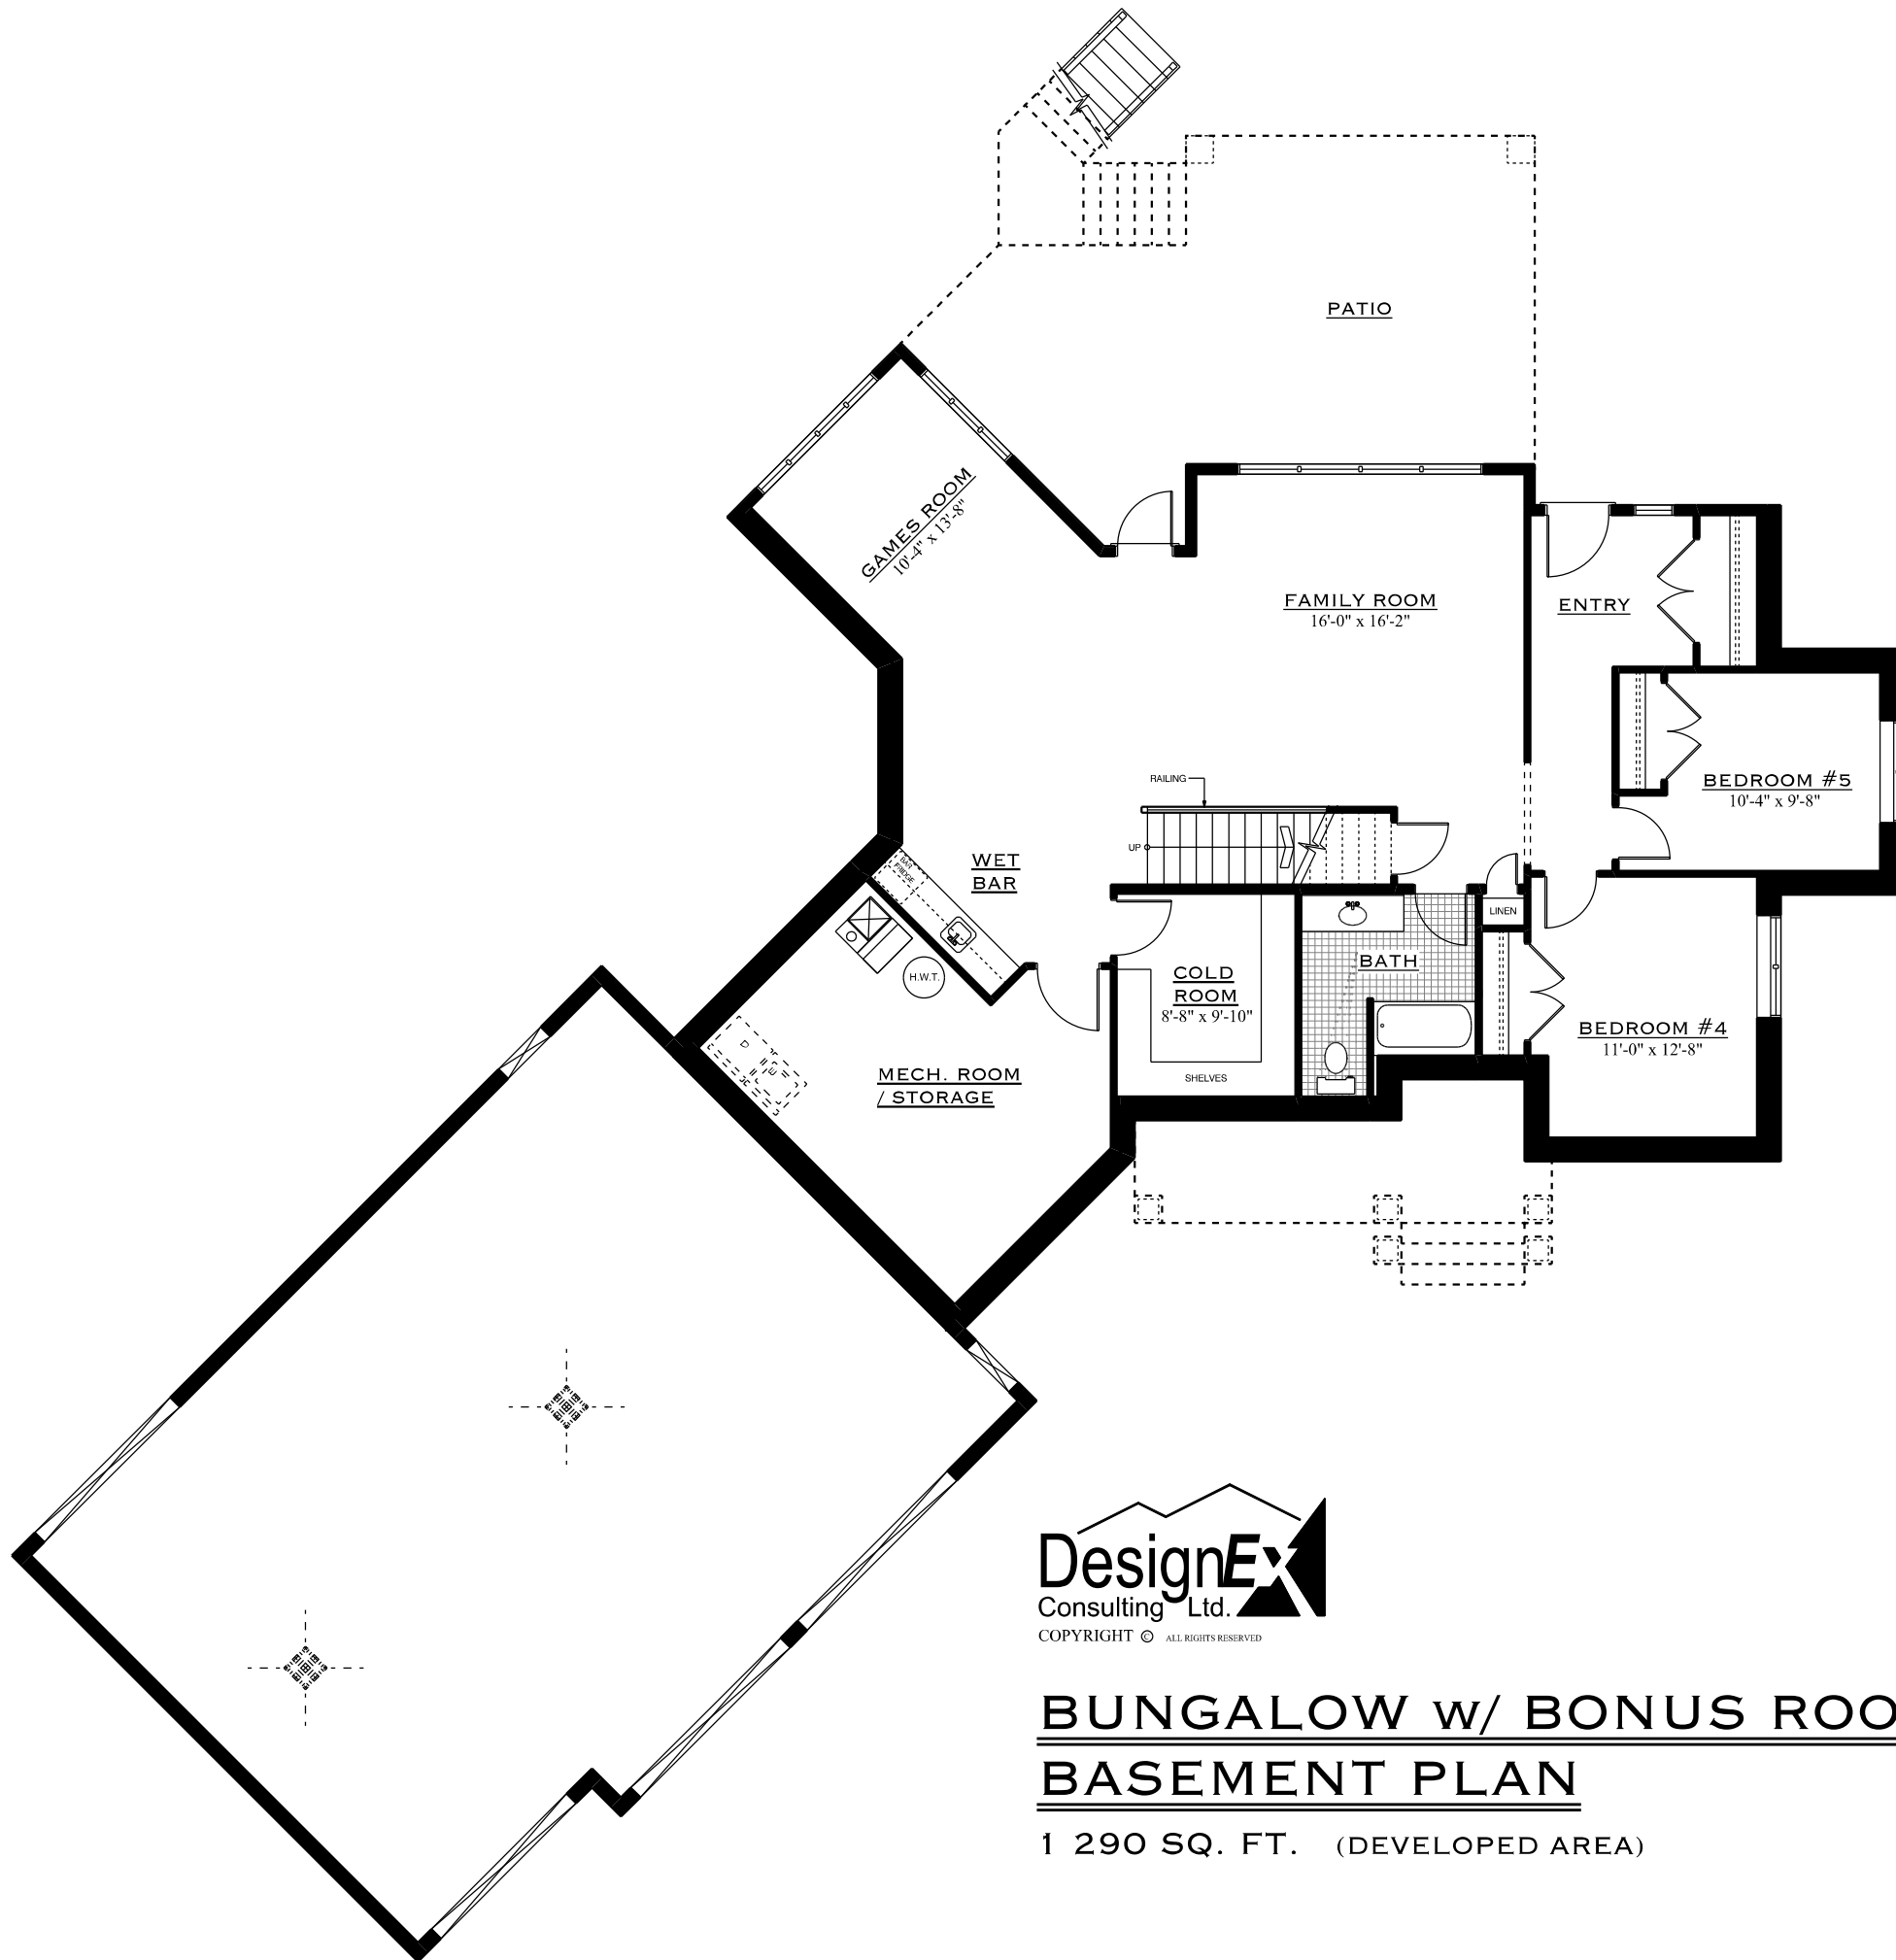 PATIO
GAMES ROOM
10'-4" x 13'-8"
FAMILY ROOM
16'-0" x 16'-2"
ENTRY
BEDROOM #5
10'-4" x 9'-8"
RAILING
UP
WET
BAR
BAR
FRIDGE
LINEN
H.W.T.
COLD
ROOM
8'-8" x 9'-10"
SHELVES
BATH
BEDROOM #4
11'-0" x 12'-8"
MECH. ROOM
/ STORAGE
DesignEx
Consulting Ltd.
COPYRIGHT © ALL RIGHTS RESERVED
BUNGALOW w/ BONUS ROO
BASEMENT PLAN
1 290 SQ. FT. (DEVELOPED AREA)